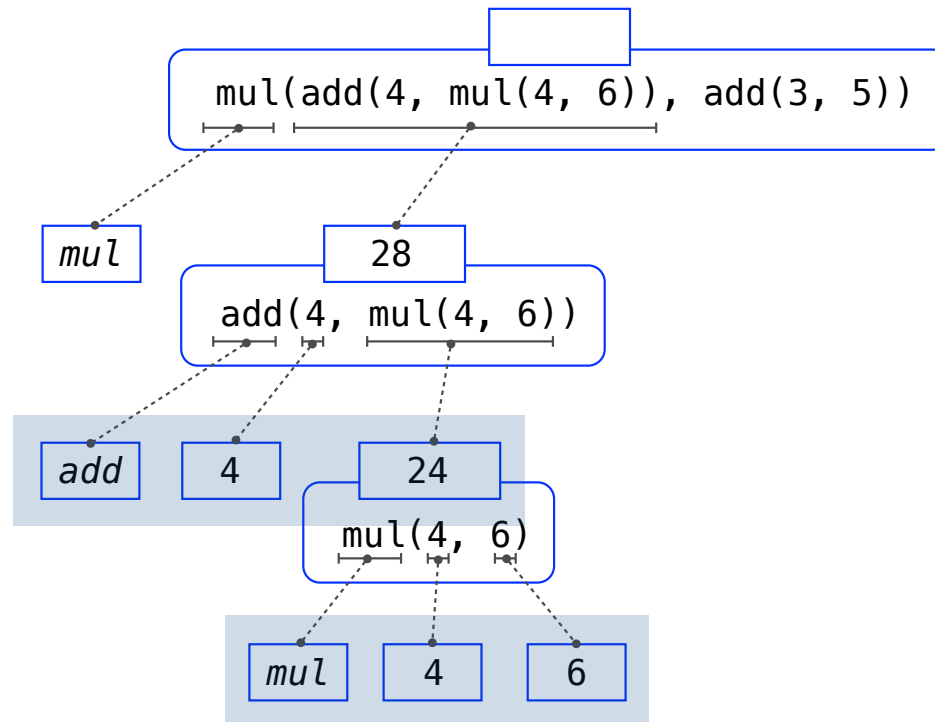 mul(add(4, mul(4, 6)), add(3, 5))
mul
28
add(4, mul(4, 6))
add
4
24
mul(4, 6)
mul
4
6